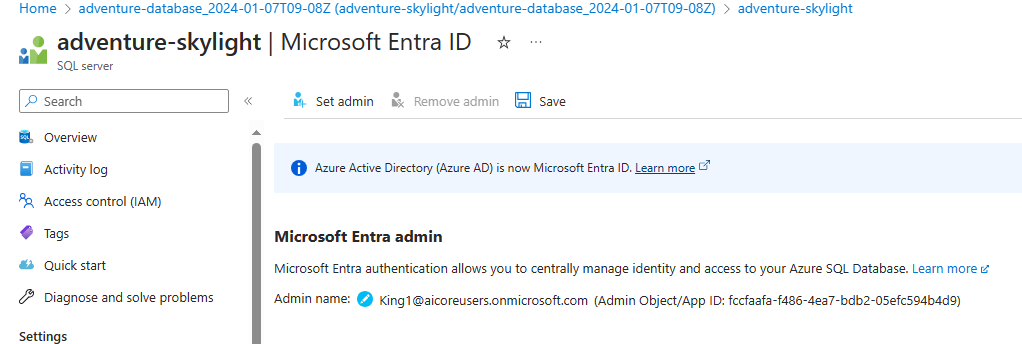 Home > adventure-database_2024-01-07T09-08Z (adventure-skylight/adventure-database_2024-01-07T09-08Z) > adventure-skylight
adventure-skylight | Microsoft Entra ID ☆ ...
SQL server
Search «
Set admin Remove admin Save
Overview
Activity log
Access control (IAM)
Tags
Quick start
Diagnose and solve problems
Settings
Azure Active Directory (Azure AD) is now Microsoft Entra ID. Learn more
Microsoft Entra admin
Microsoft Entra authentication allows you to centrally manage identity and access to your Azure SQL Database. Learn more
Admin name: King1@aicoreusers.onmicrosoft.com (Admin Object/App ID: fccfaafa-f486-4ea7-bdb2-05efc594b4d9)